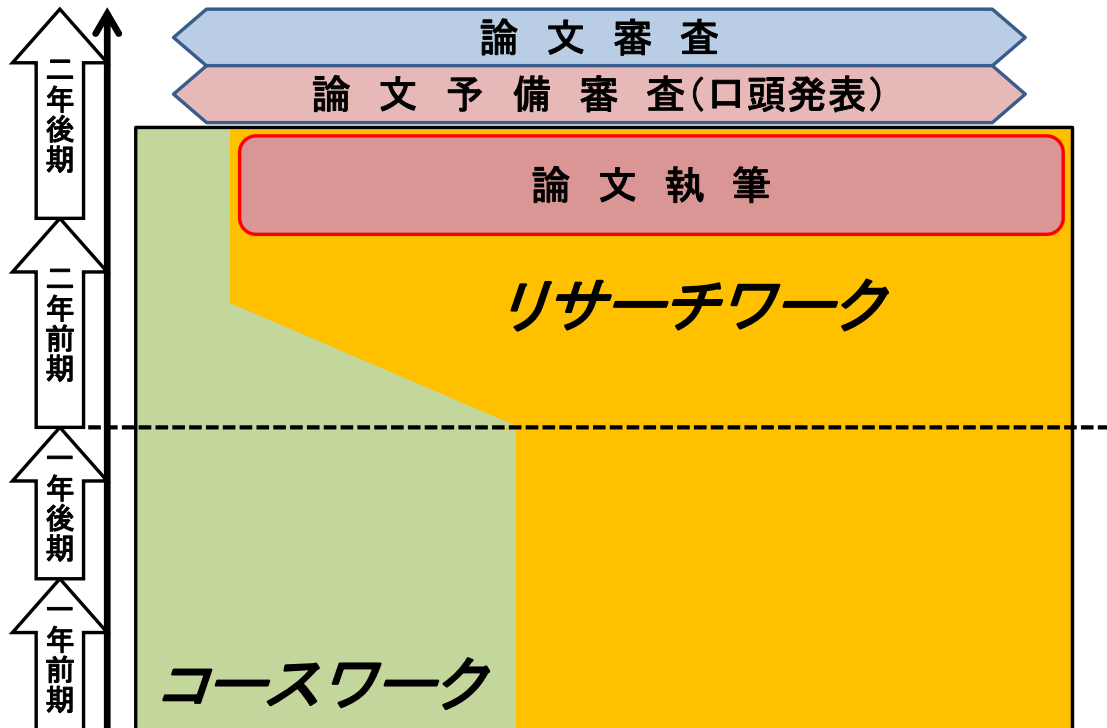 論文審査
論文予備審査(口頭発表)
論文執筆
リサーチワーク
コースワーク
二年後期
二年前期
一年後期
一年前期